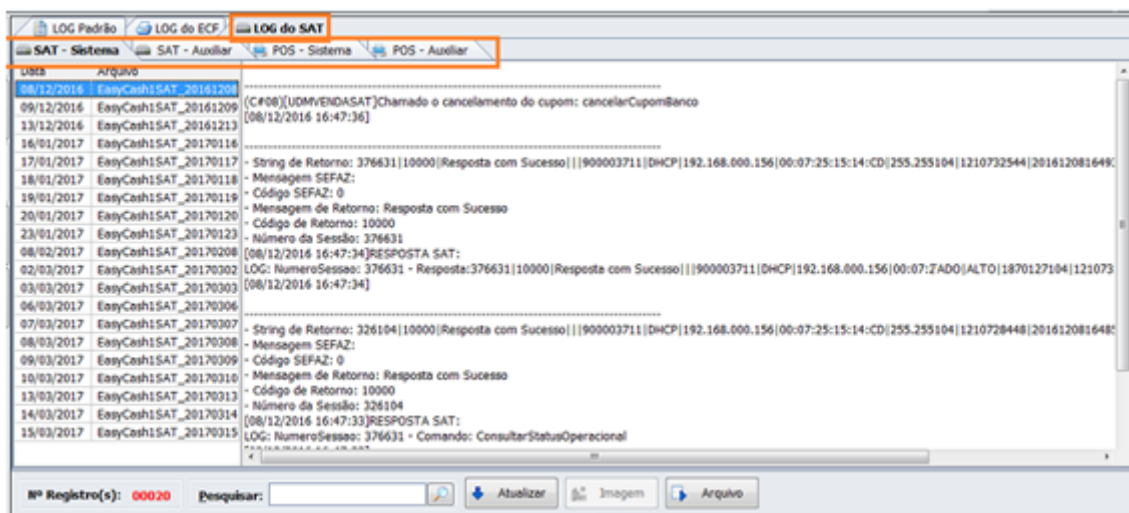 LOG Padrão LOG do ECF LOG do SAT
SAT - Sistema SAT - Auxiliar POS - Sistema POS - Auxiliar
Data Arquivo
08/12/2016 EasyCash1SAT_20161208
09/12/2016 EasyCash1SAT_20161209
13/12/2016 EasyCash1SAT_20161213
16/01/2017 EasyCash1SAT_20170116
17/01/2017 EasyCash1SAT_20170117
18/01/2017 EasyCash1SAT_20170118
19/01/2017 EasyCash1SAT_20170119
20/01/2017 EasyCash1SAT_20170120
23/01/2017 EasyCash1SAT_20170123
08/02/2017 EasyCash1SAT_20170208
02/03/2017 EasyCash1SAT_20170302
03/03/2017 EasyCash1SAT_20170303
06/03/2017 EasyCash1SAT_20170306
07/03/2017 EasyCash1SAT_20170307
08/03/2017 EasyCash1SAT_20170308
09/03/2017 EasyCash1SAT_20170309
10/03/2017 EasyCash1SAT_20170310
13/03/2017 EasyCash1SAT_20170313
14/03/2017 EasyCash1SAT_20170314
15/03/2017 EasyCash1SAT_20170315
(C#08)[UDMVENDASAT]Chamado o cancelamento do cupom: cancelarCupomBanco
[08/12/2016 16:47:36]
- String de Retorno: 376631|10000|Resposta com Sucesso|||900003711|DHCP|192.168.000.156|00:07:25:15:14:CD|255.255104|1210732544|201612081649
- Mensagem SEFAZ:
- Código SEFAZ: 0
- Mensagem de Retorno: Resposta com Sucesso
- Código de Retorno: 10000
- Número da Sessão: 376631
[08/12/2016 16:47:34]RESPOSTA SAT:
LOG: NumeroSessao: 376631 - Resposta:376631|10000|Resposta com Sucesso|||900003711|DHCP|192.168.000.156|00:07:ZADO|ALTO|1870127104|121073
[08/12/2016 16:47:34]
- String de Retorno: 326104|10000|Resposta com Sucesso|||900003711|DHCP|192.168.000.156|00:07:25:15:14:CD|255.255104|1210728448|201612081648
- Mensagem SEFAZ:
- Código SEFAZ: 0
- Mensagem de Retorno: Resposta com Sucesso
- Código de Retorno: 10000
- Número da Sessão: 326104
[08/12/2016 16:47:33]RESPOSTA SAT:
LOG: NumeroSessao: 376631 - Comando: ConsultarStatusOperacional
Nº Registro(s): 00020 Pesquisar: Atualizar Imagem Arquivo